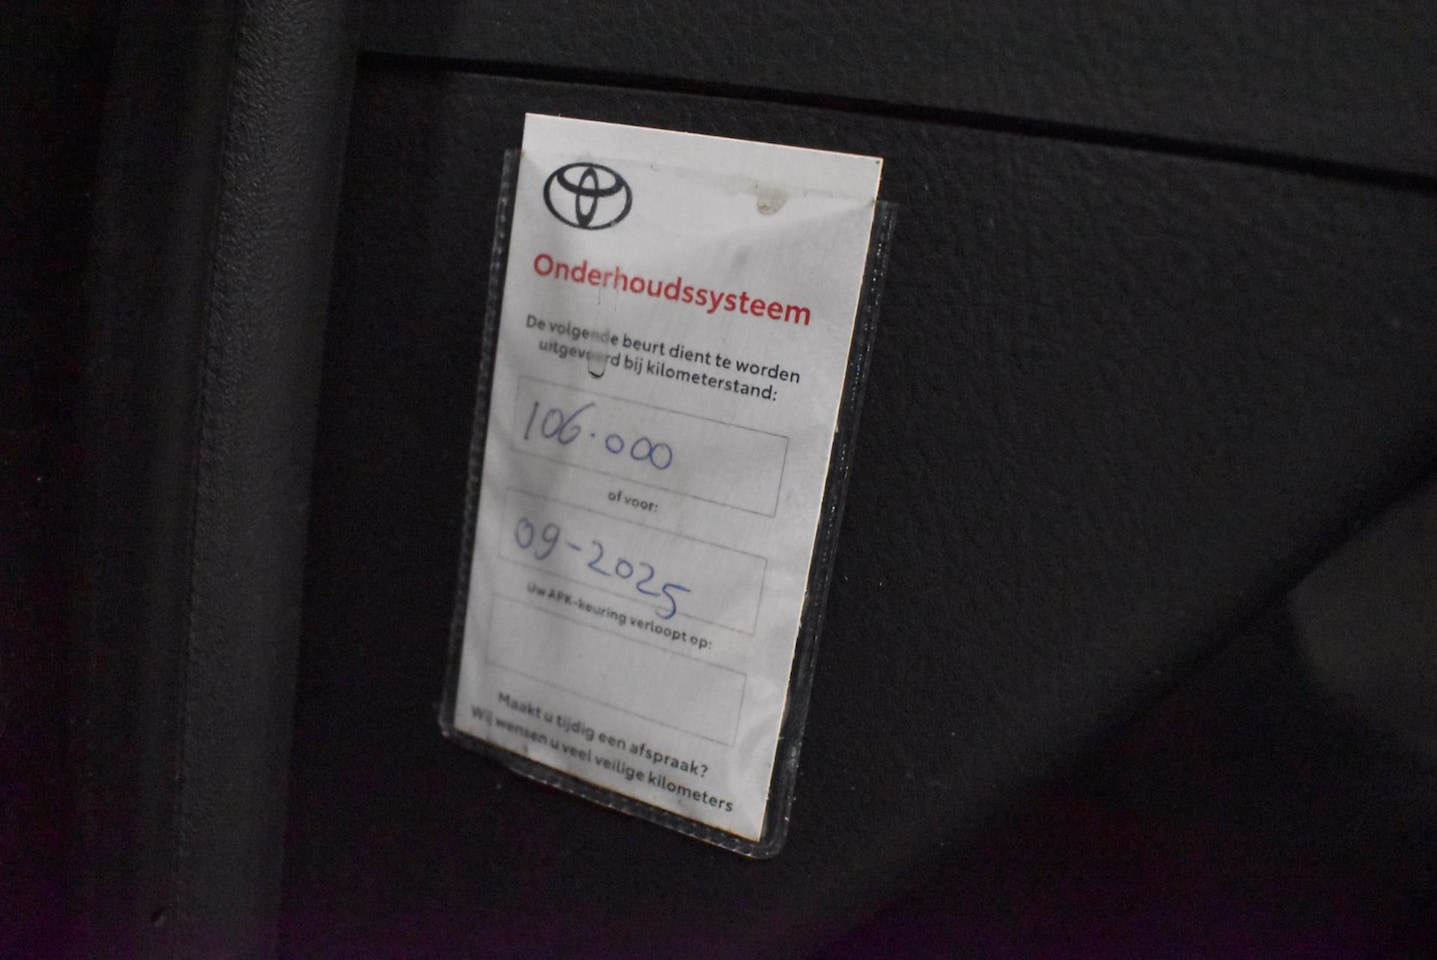 Onderhoudssysteem
De volgende beurt dient te worden
uitgevoerd bij kilometerstand:
106.000
of voor:
09-2025
Uw APK-keuring verloopt op:
Maakt u tijdig een afspraak?
Wij wensen u veel veilige kilometers